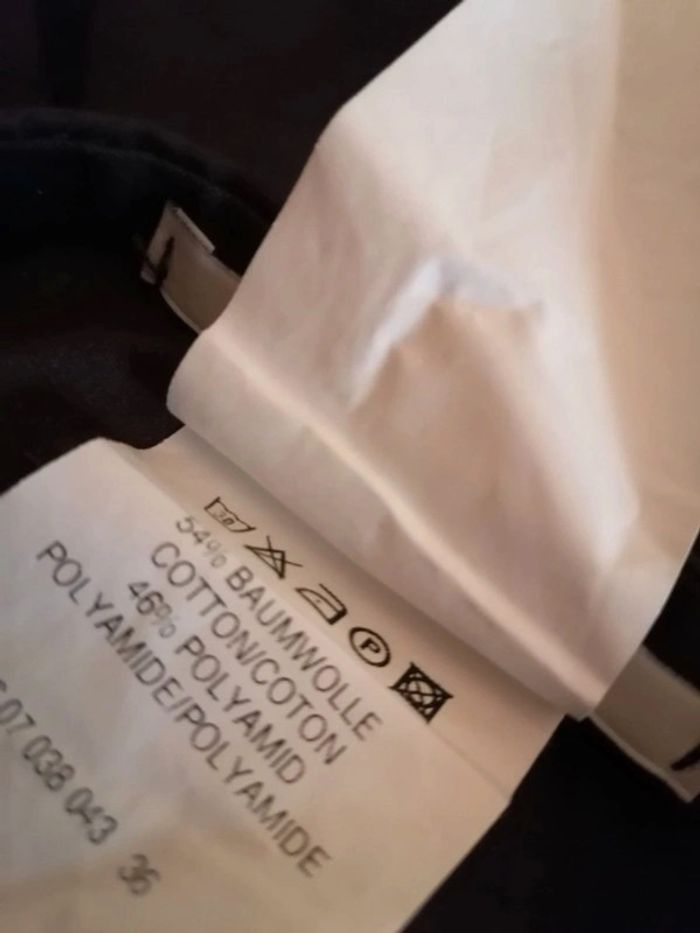 30
P
54% BAUMWOLLE
COTTON/COTON
46% POLYAMID
POLYAMIDE/POLYAMIDE
07 038 043 36